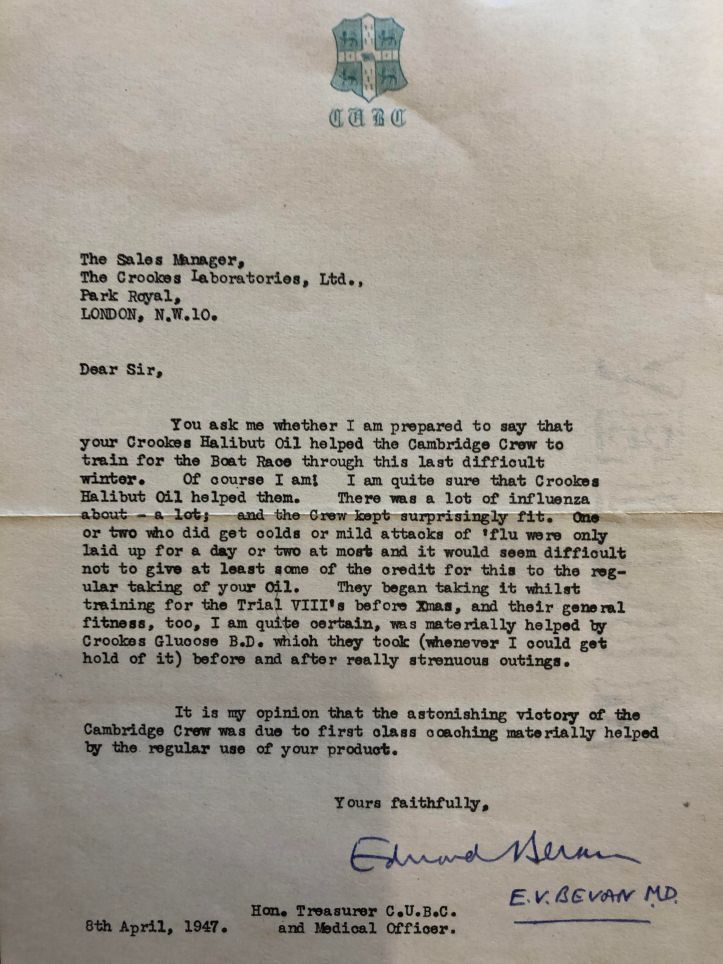 CUBC
The Sales Manager,
The Crookes Laboratories, Ltd.,
Park Royal,
LONDON, N.W.10.
Dear Sir,
You ask me whether I am prepared to say that
your Crookes Halibut Oil helped the Cambridge Crew to
train for the Boat Race through this last difficult
winter. Of course I am! I am quite sure that Crookes
Halibut Oil helped them. There was a lot of influenza
about - a lot; and the Crew kept surprisingly fit. One
or two who did get colds or mild attacks of 'flu were only
laid up for a day or two at most and it would seem difficult
not to give at least some of the credit for this to the reg-
ular taking of your Oil. They began taking it whilst
training for the Trial VIII's before Xmas, and their general
fitness, too, I am quite certain, was materially helped by
Crookes Glucose B.D. which they took (whenever I could get
hold of it) before and after really strenuous outings.
It is my opinion that the astonishing victory of the
Cambridge Crew was due to first class coaching materially helped
by the regular use of your product.
Yours faithfully,
Edward Bevan
E.V. BEVAN M.D.
Hon. Treasurer C.U.B.C.
8th April, 1947. and Medical Officer.